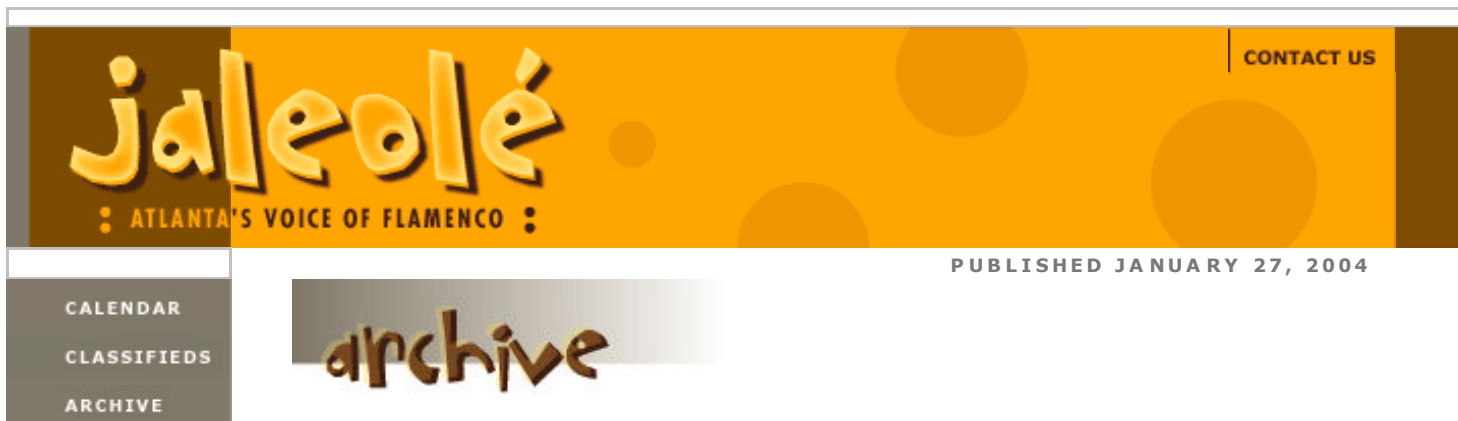 jaleolé
CONTACT US
: ATLANTA'S VOICE OF FLAMENCO :
PUBLISHED JANUARY 27, 2004
CALENDAR
archive
CLASSIFIEDS
ARCHIVE